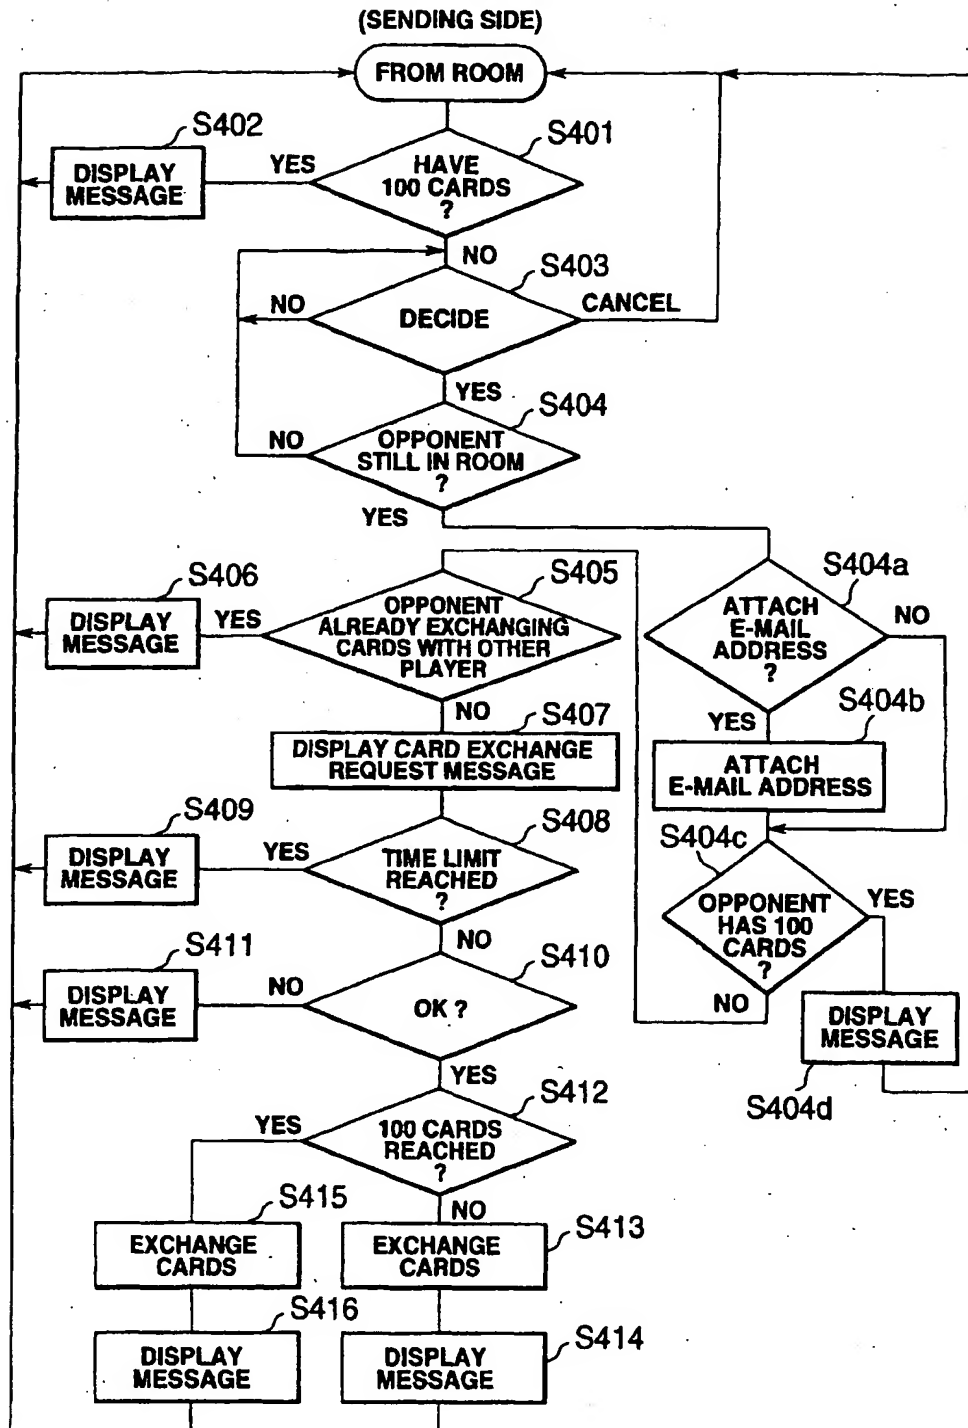 (SENDING SIDE)
FROM ROOM
S402
S401
DISPLAY
MESSAGE
YES
HAVE
100 CARDS
?
NO
S403
NO
DECIDE
CANCEL
YES
S404
NO
OPPONENT
STILL IN ROOM
?
YES
S406
S405
S404a
DISPLAY
MESSAGE
YES
OPPONENT
ALREADY EXCHANGING
CARDS WITH OTHER
PLAYER
ATTACH
E-MAIL
ADDRESS
?
NO
NO
S407
YES
S404b
DISPLAY CARD EXCHANGE
REQUEST MESSAGE
ATTACH
E-MAIL ADDRESS
S409
S408
S404c
DISPLAY
MESSAGE
YES
TIME LIMIT
REACHED
?
OPPONENT
HAS 100
CARDS
?
YES
NO
S411
S410
DISPLAY
MESSAGE
NO
OK ?
NO
DISPLAY
MESSAGE
S404d
YES
S412
YES
100 CARDS
REACHED
?
S415
NO
S413
EXCHANGE
CARDS
EXCHANGE
CARDS
S416
S414
DISPLAY
MESSAGE
DISPLAY
MESSAGE